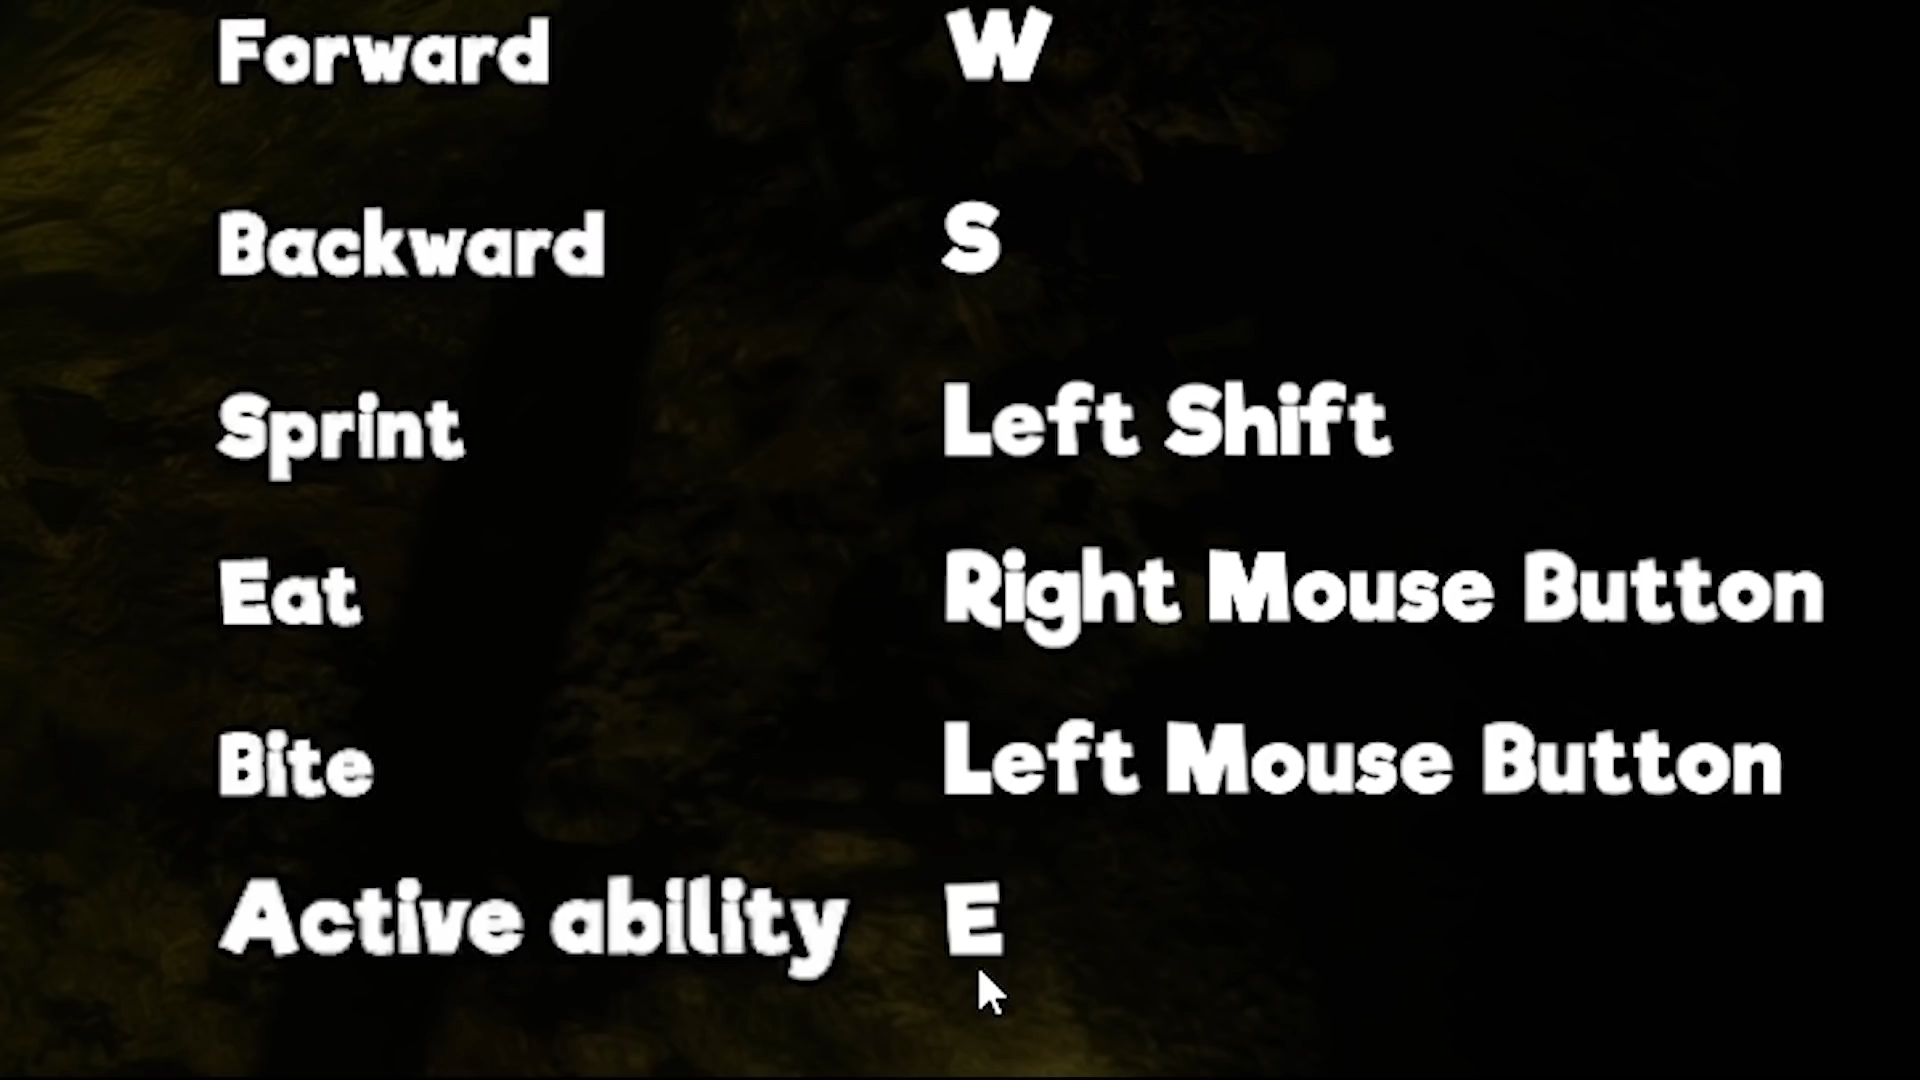 Forward W
Backward S
Sprint Left Shift
Eat Right Mouse Button
Bite Left Mouse Button
Active ability E